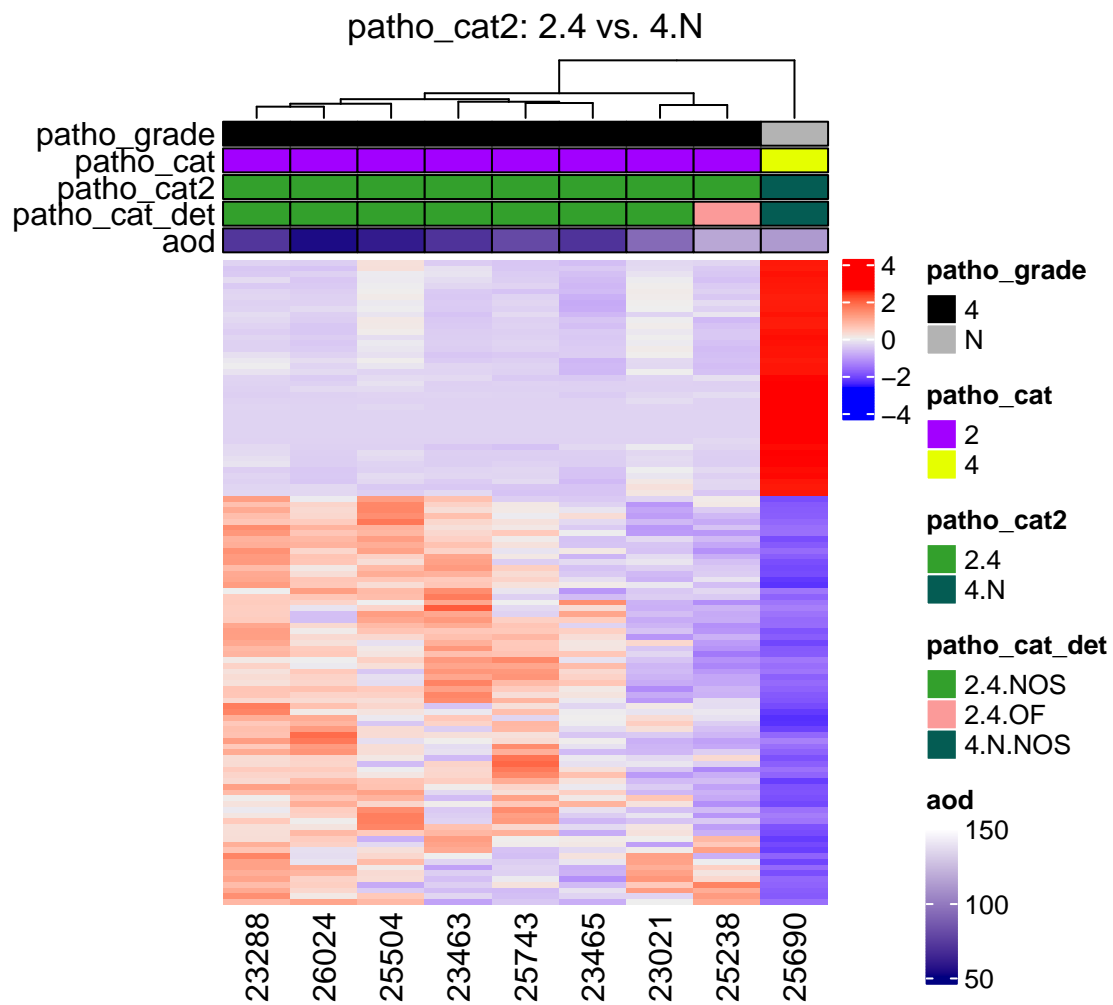 patho_cat2: 2.4 vs. 4.N
patho_grade
patho_cat
patho_cat2
patho_cat_det
aod
4
2
0
−2
−4
patho_grade
4
N
patho_cat
2
4
patho_cat2
2.4
4.N
patho_cat_det
2.4.NOS
2.4.OF
4.N.NOS
aod
150
100
50
23288
26024
25504
23463
25743
23465
23021
25238
25690